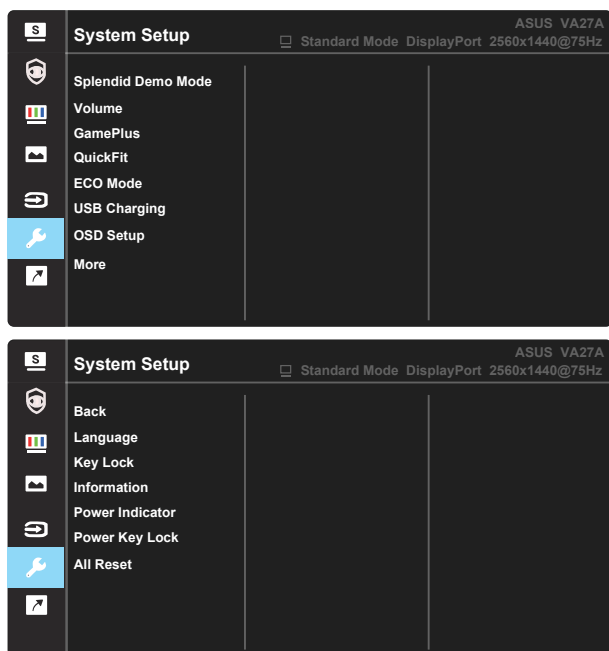 S
System Setup
ASUS VA27A
Standard Mode DisplayPort 2560x1440@75Hz
Splendid Demo Mode
Volume
GamePlus
QuickFit
ECO Mode
USB Charging
OSD Setup
More
S
System Setup
ASUS VA27A
Standard Mode DisplayPort 2560x1440@75Hz
Back
Language
Key Lock
Information
Power Indicator
Power Key Lock
All Reset